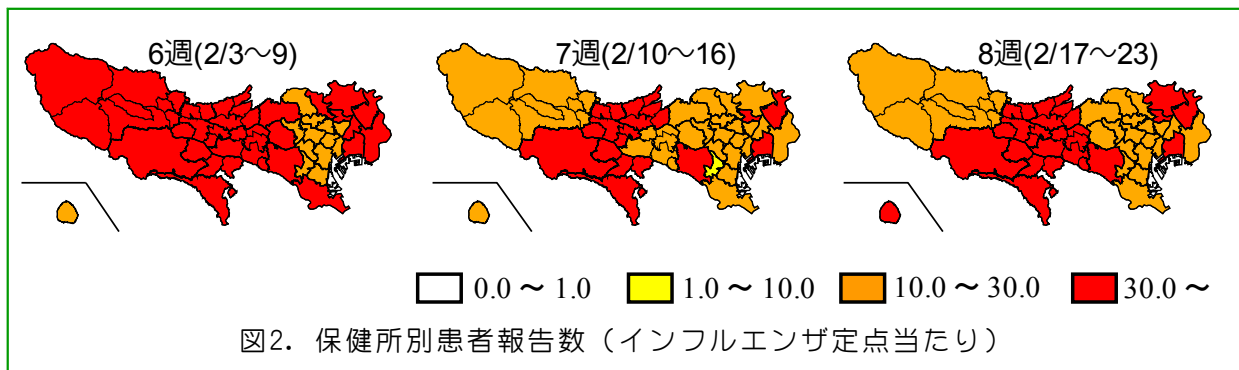 6週(2/3～9)
7週(2/10～16)
8週(2/17～23)
0.0～1.0
1.0～10.0
10.0～30.0
30.0～
図2. 保健所別患者報告数（インフルエンザ定点当たり）